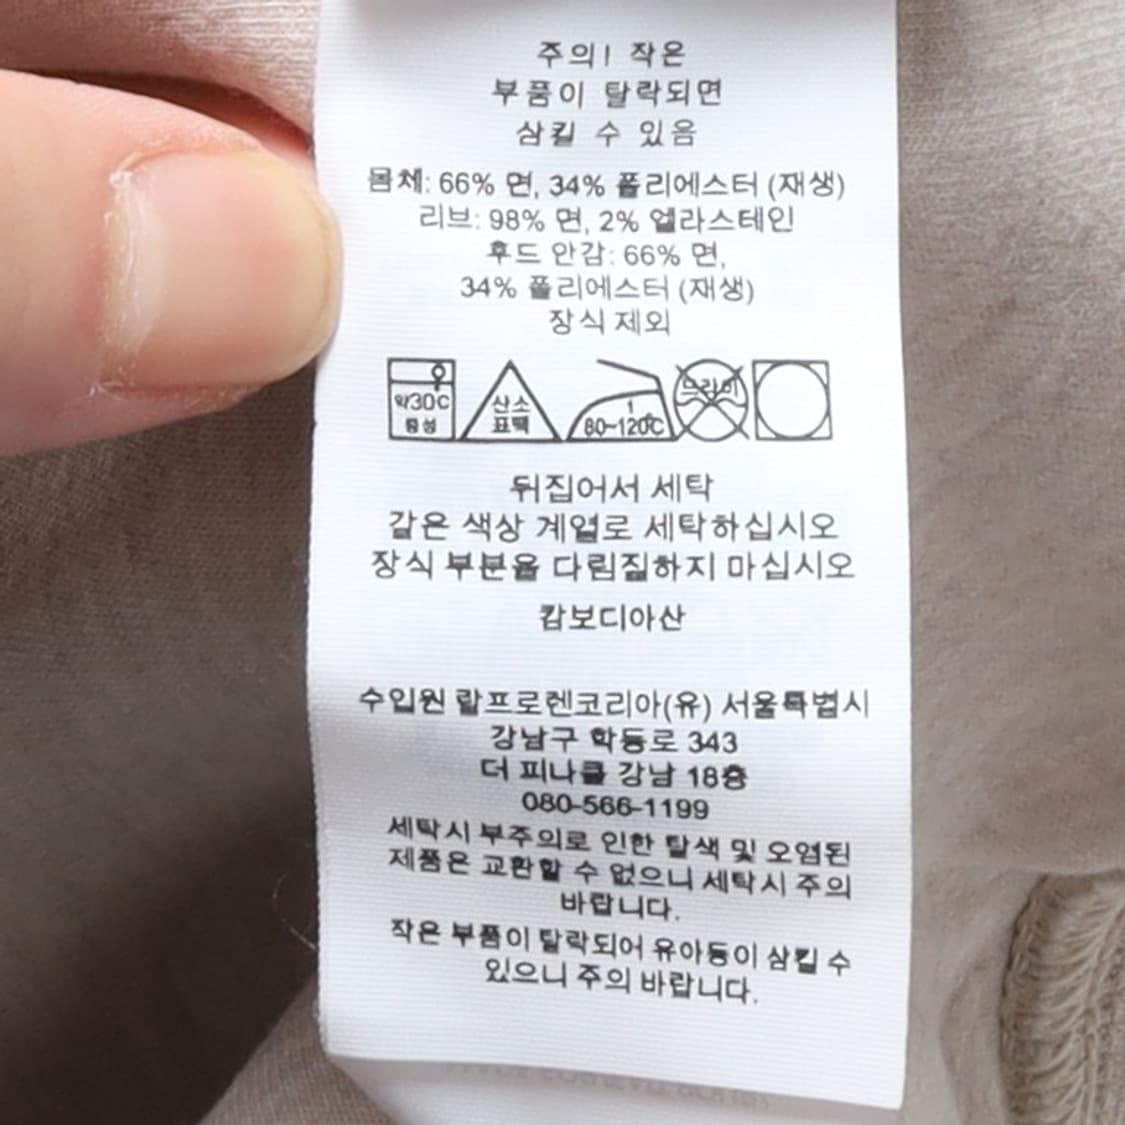 주의! 작은
부품이 탈락되면
삼킬 수 있음
몸체: 66% 면, 34% 폴리에스터 (재생)
리브: 98% 면, 2% 엘라스테인
후드 안감: 66% 면,
34% 폴리에스터 (재생)
장식 제외
약30C 산소 1 드라이
중성 표백 80~120℃
뒤집어서 세탁
같은 색상 계열로 세탁하십시오
장식 부분을 다림질하지 마십시오
캄보디아산
수입원 랄프로렌코리아(유) 서울특별시
강남구 학동로 343
더 피나클 강남 18층
080-566-1199
세탁시 부주의로 인한 탈색 및 오염된
제품은 교환할 수 없으니 세탁시 주의
바랍니다.
작은 부품이 탈락되어 유아등이 삼킬 수
있으니 주의 바랍니다.